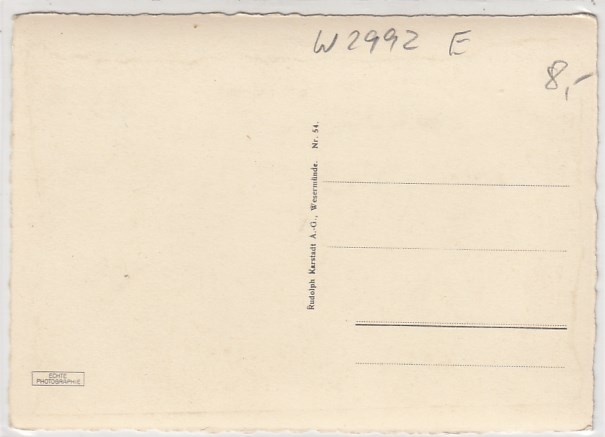 W2992 E
8,-
Rudolph Karstadt A.-G., Wesermünde. Nr. 54.
ECHTE
PHOTOGRAPHIE